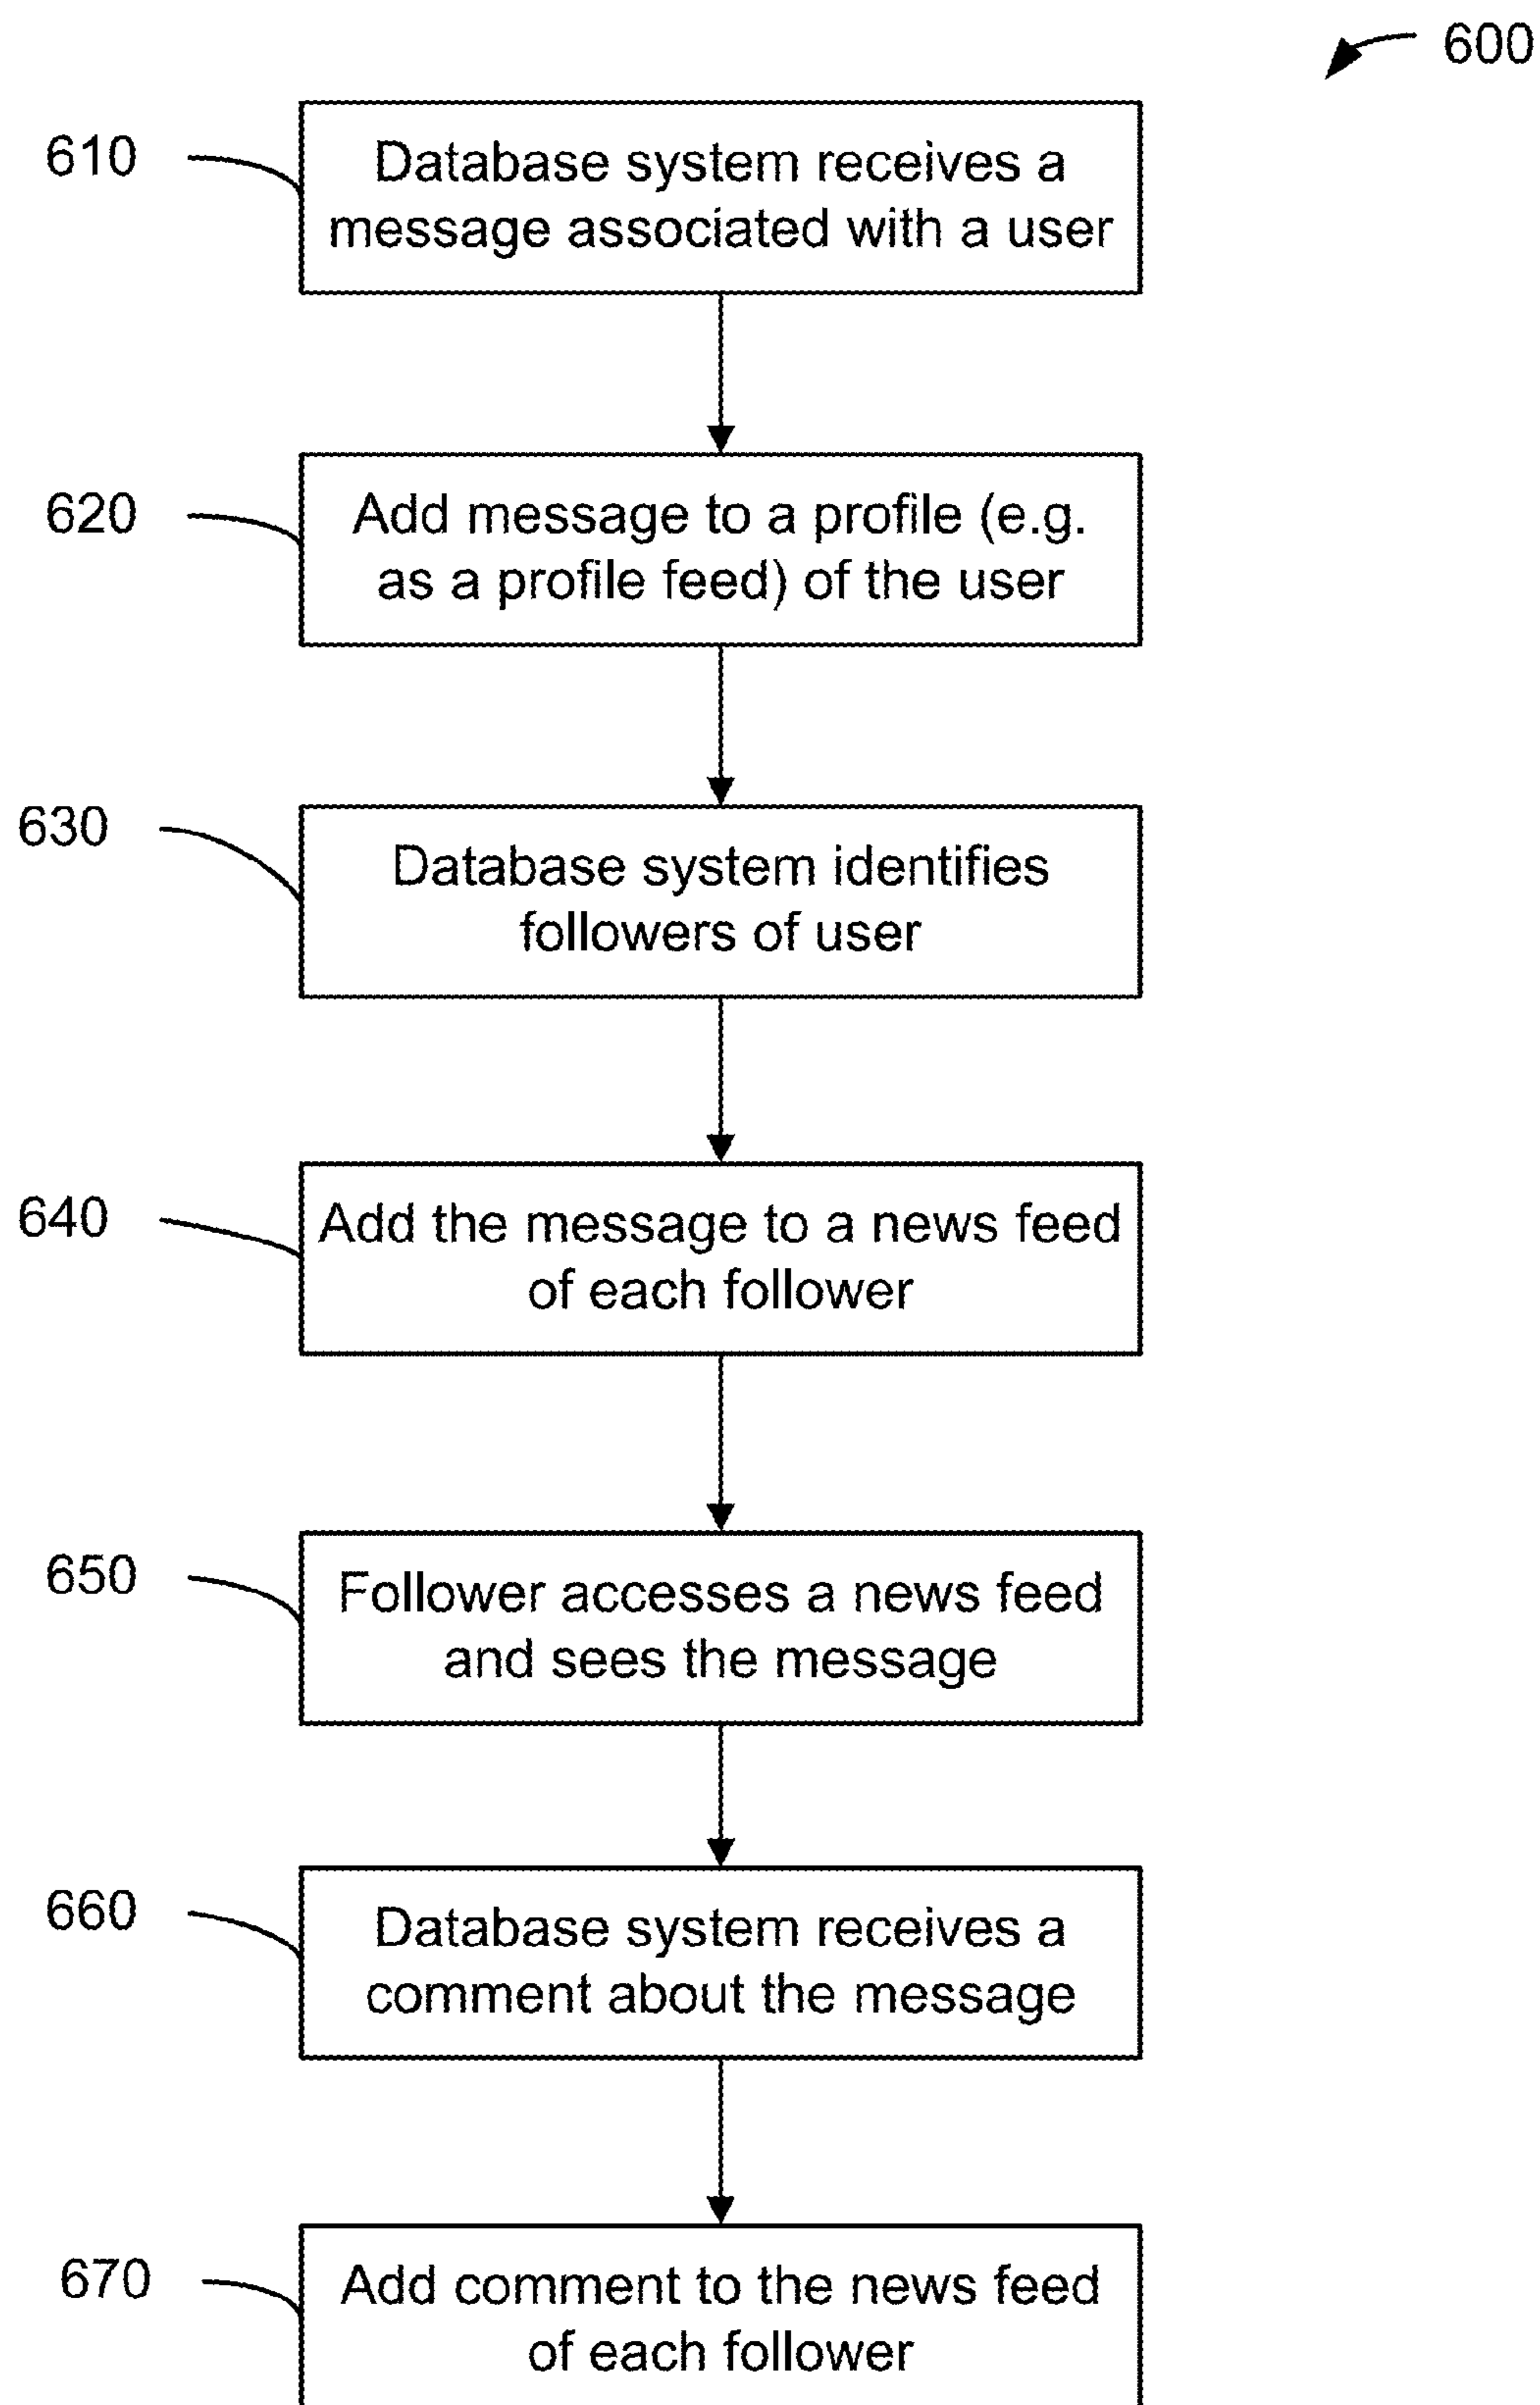 600
610
Database system receives a
message associated with a user
620
Add message to a profile (e.g.
as a profile feed) of the user
630
Database system identifies
followers of user
640
Add the message to a news feed
of each follower
650
Follower accesses a news feed
and sees the message
660
Database system receives a
comment about the message
670
Add comment to the news feed
of each follower